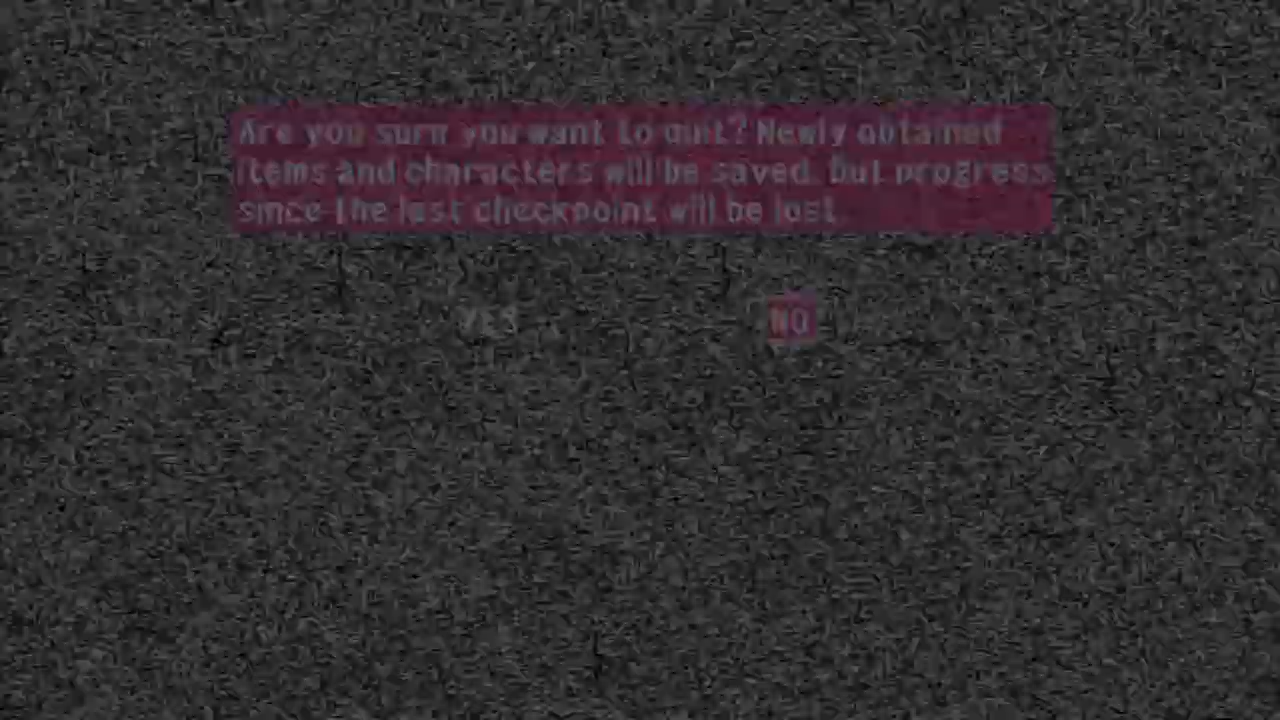 Are you sure you want to quit? Newly obtained
items and characters will be saved. But progress
since the last checkpoint will be lost.
YES
NO